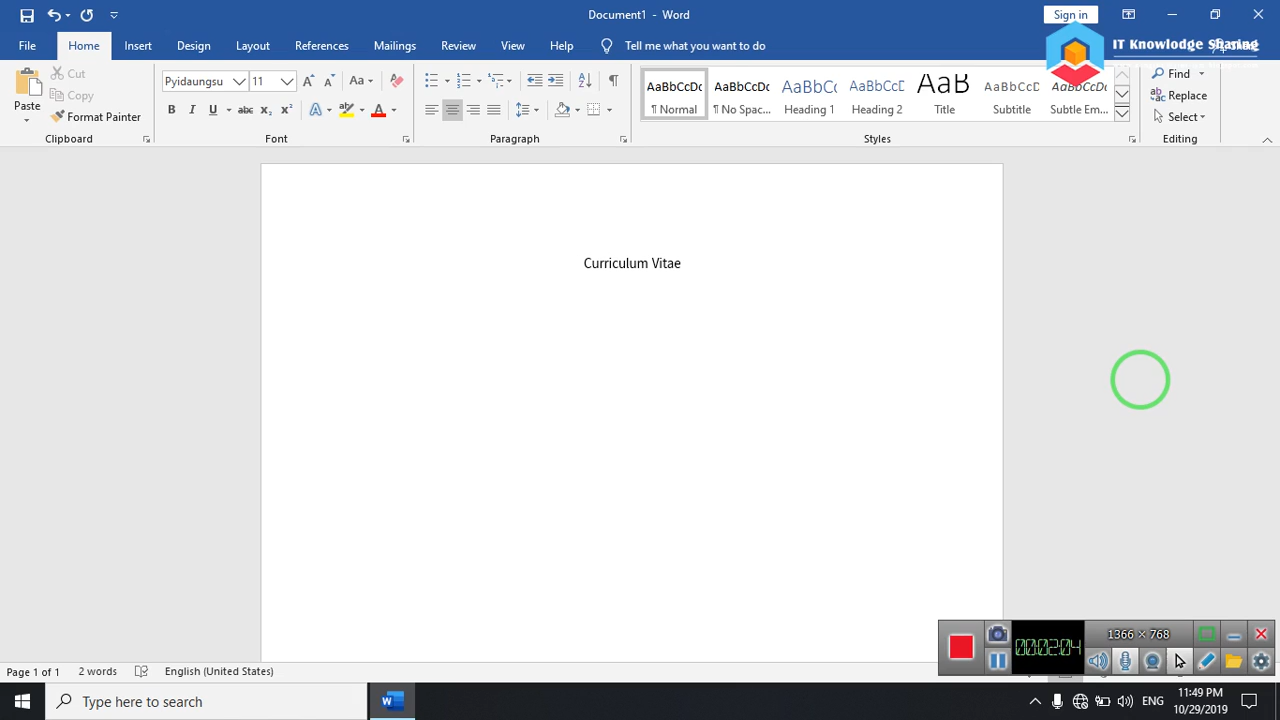 Document1 - Word
Sign in
IT Knowledge Sharing
File Home Insert Design Layout References Mailings Review View Help Tell me what you want to do
Paste
Cut
Copy
Format Painter
Clipboard
Pyidaungsu 11
Font
Paragraph
AaBbCcDc AaBbCcDc AaBbCc AaBbCcD AaB AaBbCcD AaBbCcDc
¶ Normal ¶ No Spac... Heading 1 Heading 2 Title Subtitle Subtle Em...
Styles
Find
Replace
Select
Editing
Curriculum Vitae
00:02:04
1366 × 768
Page 1 of 1 2 words English (United States)
Type here to search
ENG
11:49 PM
10/29/2019